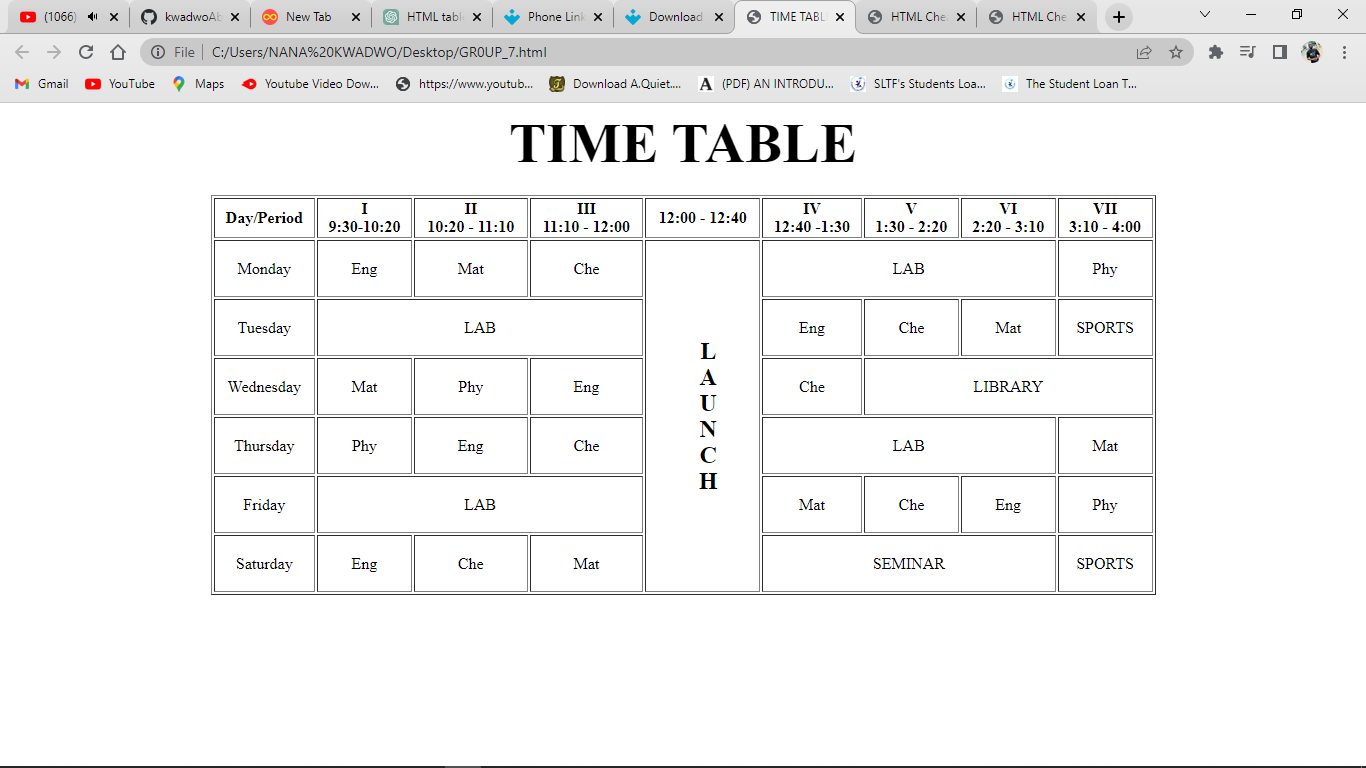 (1066)
kwadwoAb
New Tab
HTML tabl
Phone Link
Download
TIME TABL
HTML Che
HTML Che
File
C:/Users/NANA%20KWADWO/Desktop/GR0UP_7.html
Gmail
YouTube
Maps
Youtube Video Dow...
https://www.youtub...
Download A.Quiet....
(PDF) AN INTRODU...
SLTF's Students Loa...
The Student Loan T...
TIME TABLE
Day/Period I 9:30-10:20 II 10:20 - 11:10 III 11:10 - 12:00 12:00 - 12:40 IV 12:40 -1:30 V 1:30 - 2:20 VI 2:20 - 3:10 VII 3:10 - 4:00
Monday Eng Mat Che LAB Phy
Tuesday LAB Eng Che Mat SPORTS
Wednesday Mat Phy Eng Che LIBRARY
Thursday Phy Eng Che LAB Mat
Friday LAB Mat Che Eng Phy
Saturday Eng Che Mat SEMINAR SPORTS
L
A
U
N
C
H